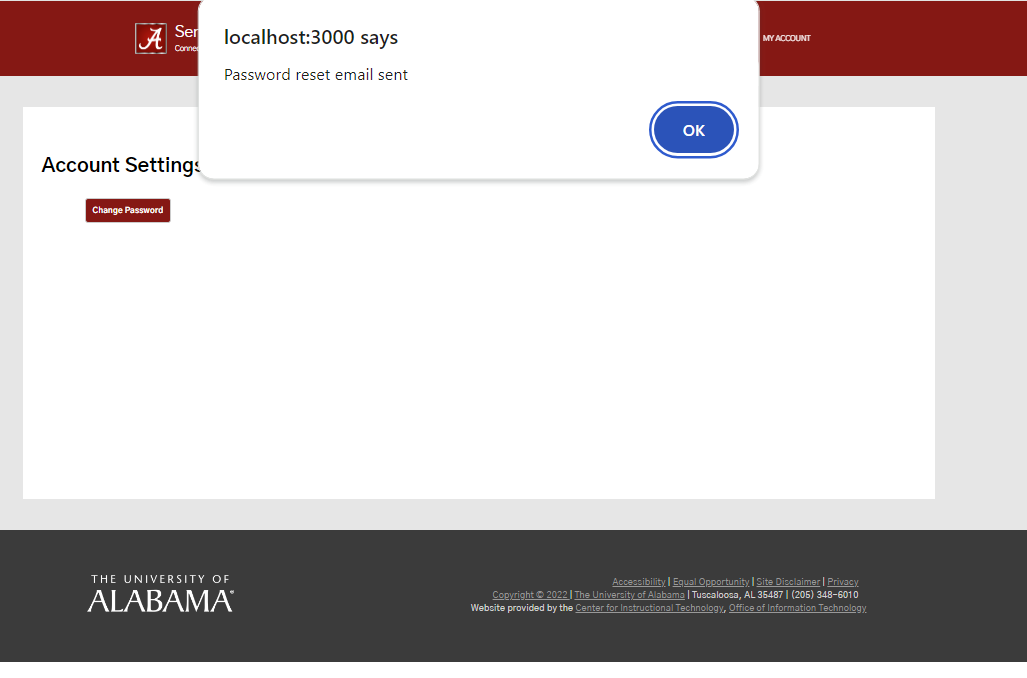 Ser
Connec
MY ACCOUNT
localhost:3000 says
Password reset email sent
OK
Account Settings
Change Password
THE UNIVERSITY OF
ALABAMA®
Accessibility | Equal Opportunity | Site Disclaimer | Privacy
Copyright © 2022 | The University of Alabama | Tuscaloosa, AL 35487 | (205) 348-6010
Website provided by the Center for Instructional Technology, Office of Information Technology